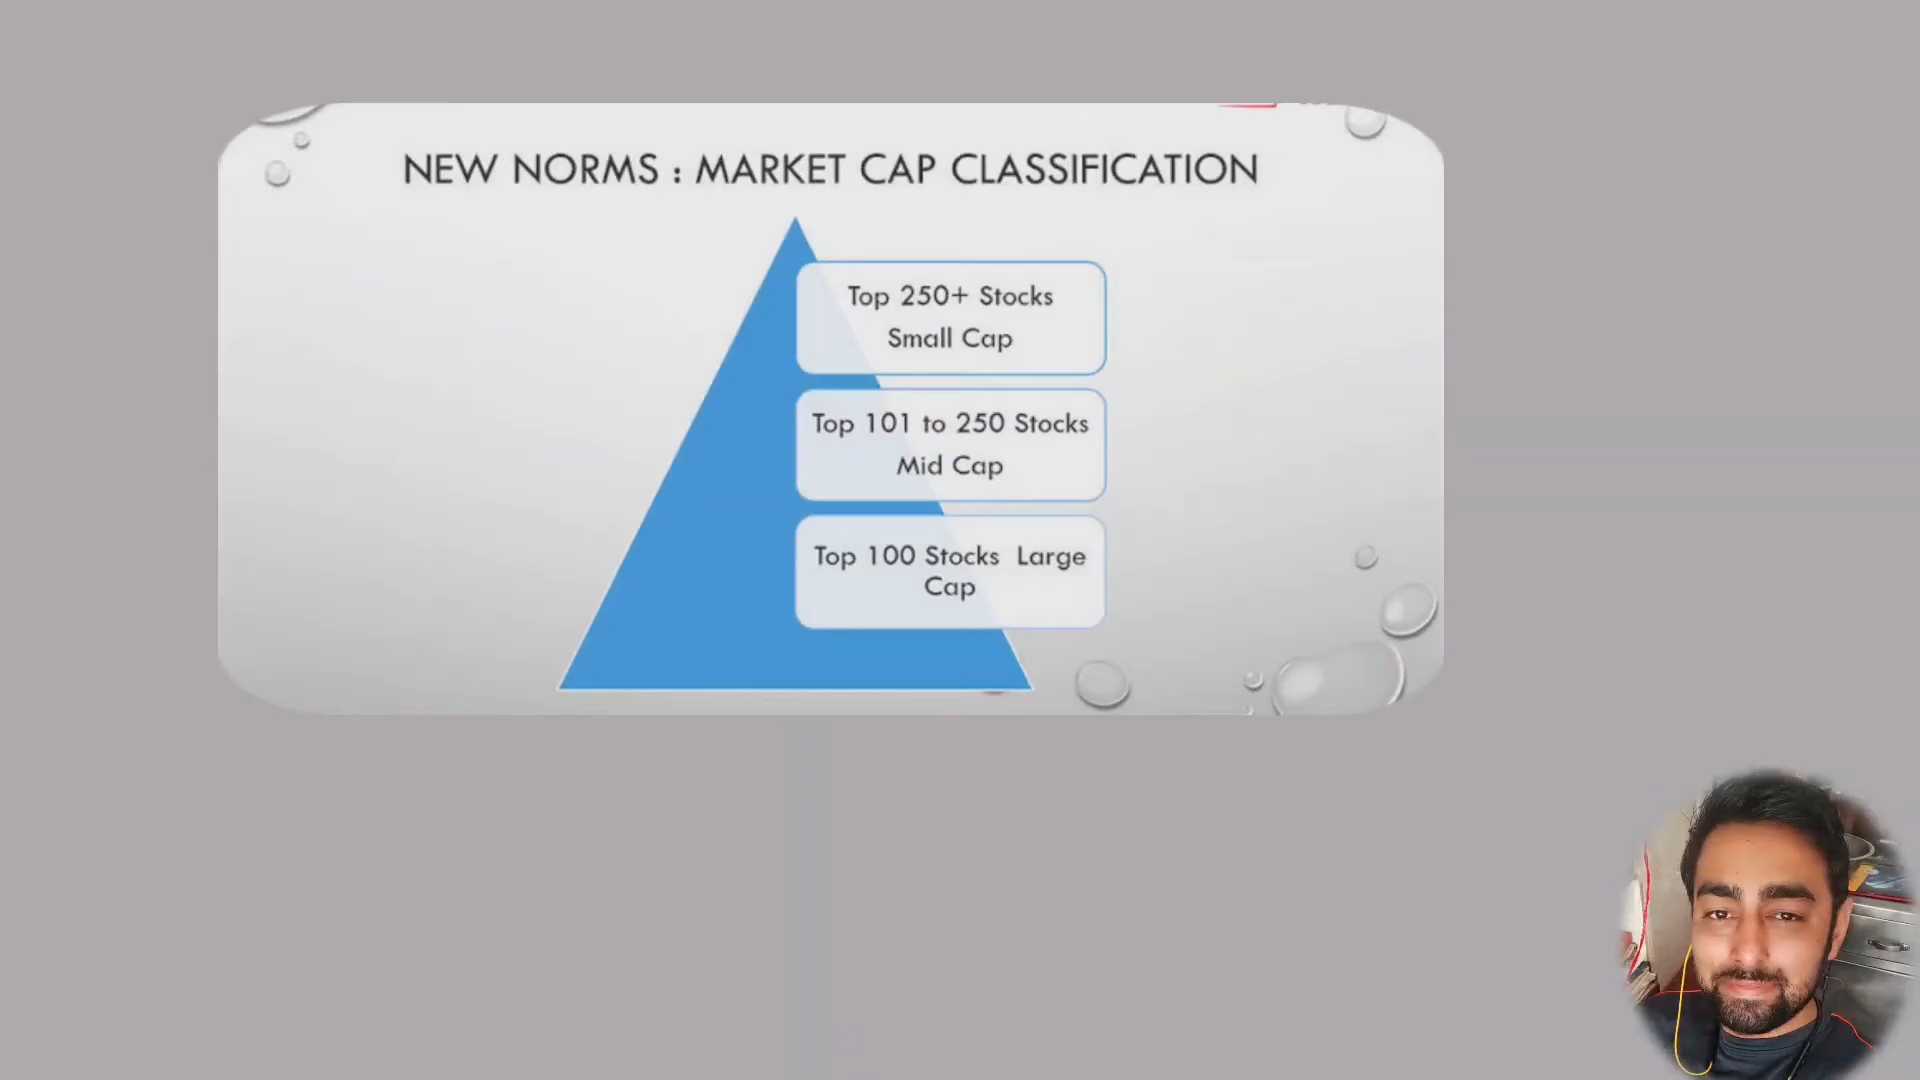 NEW NORMS : MARKET CAP CLASSIFICATION
Top 250+ Stocks
Small Cap
Top 101 to 250 Stocks
Mid Cap
Top 100 Stocks Large
Cap